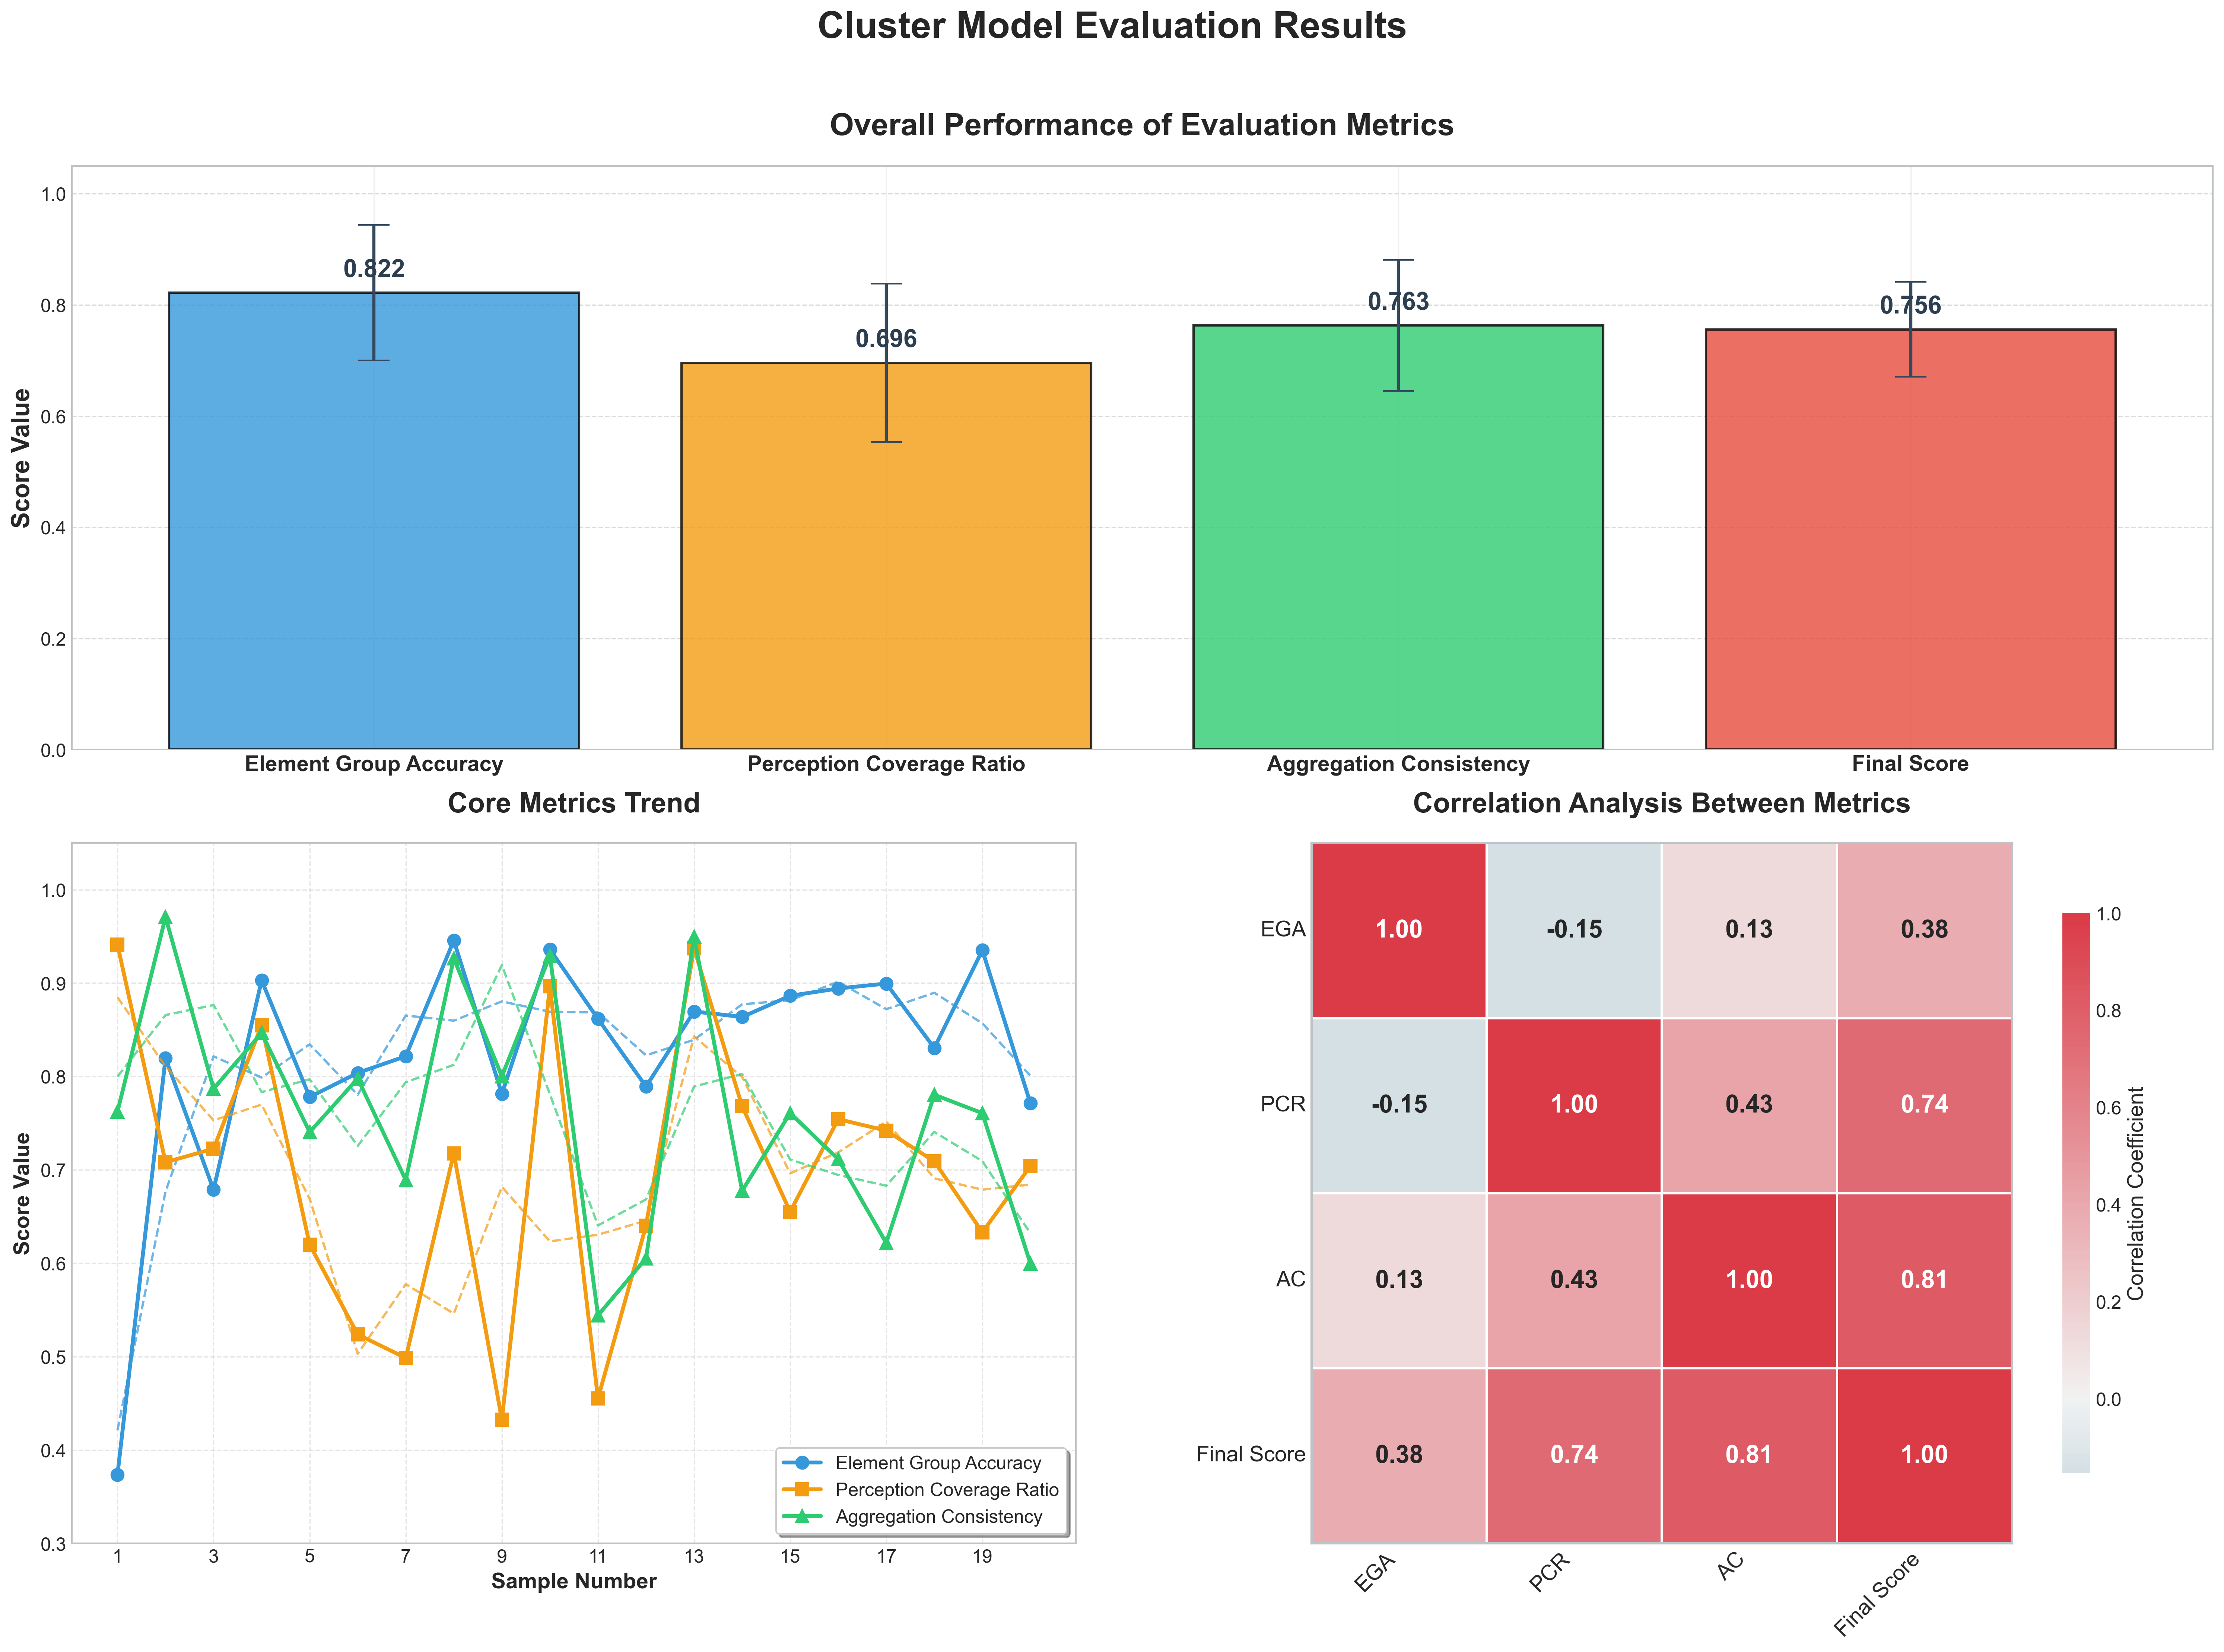 Cluster Model Evaluation Results
Overall Performance of Evaluation Metrics
Score Value
1.0
0.8
0.6
0.4
0.2
0.0
0.822
0.696
0.763
0.756
Element Group Accuracy
Perception Coverage Ratio
Aggregation Consistency
Final Score
Core Metrics Trend
Score Value
1.0
0.9
0.8
0.7
0.6
0.5
0.4
0.3
1 3 5 7 9 11 13 15 17 19
Sample Number
Element Group Accuracy
Perception Coverage Ratio
Aggregation Consistency
Correlation Analysis Between Metrics
EGA 1.00 -0.15 0.13 0.38
PCR -0.15 1.00 0.43 0.74
AC 0.13 0.43 1.00 0.81
Final Score 0.38 0.74 0.81 1.00
EGA PCR AC Final Score
1.0
0.8
0.6
0.4
0.2
0.0
Correlation Coefficient